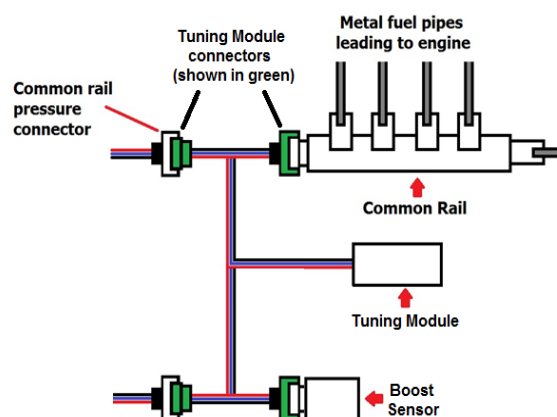 Tuning Module
connectors
(shown in green)
Metal fuel pipes
leading to engine
Common rail
pressure
connector
Common Rail
Tuning Module
Boost
Sensor